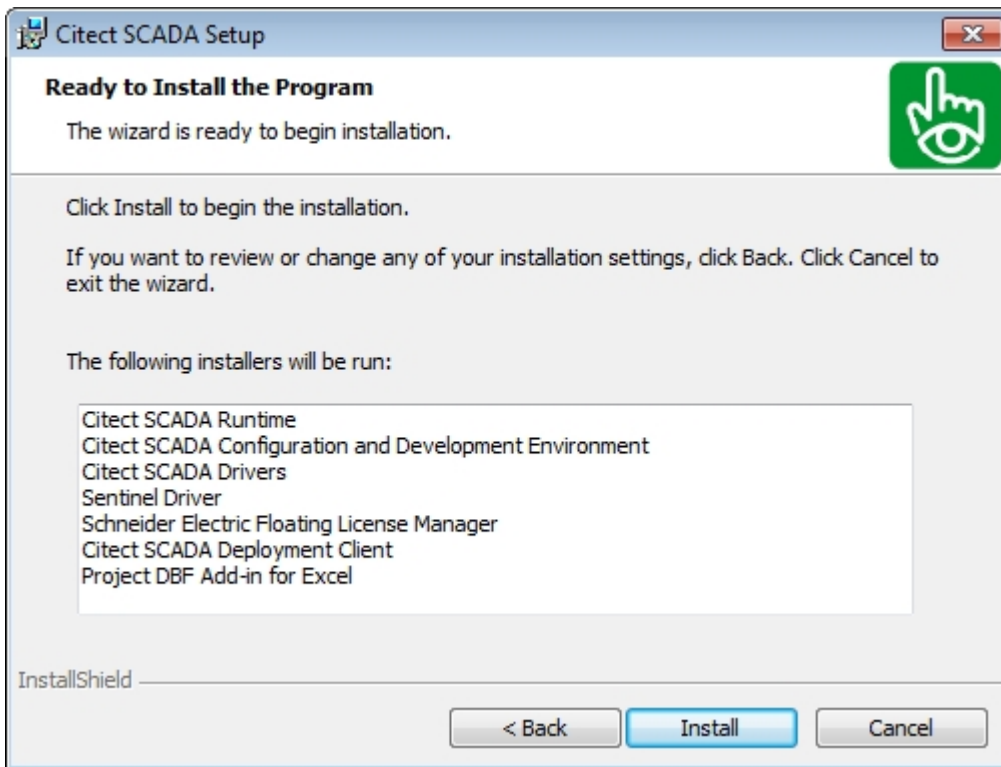 Citect SCADA Setup
Ready to Install the Program
The wizard is ready to begin installation.
Click Install to begin the installation.
If you want to review or change any of your installation settings, click Back. Click Cancel to
exit the wizard.
The following installers will be run:
Citect SCADA Runtime
Citect SCADA Configuration and Development Environment
Citect SCADA Drivers
Sentinel Driver
Schneider Electric Floating License Manager
Citect SCADA Deployment Client
Project DBF Add-in for Excel
InstallShield
< Back Install Cancel